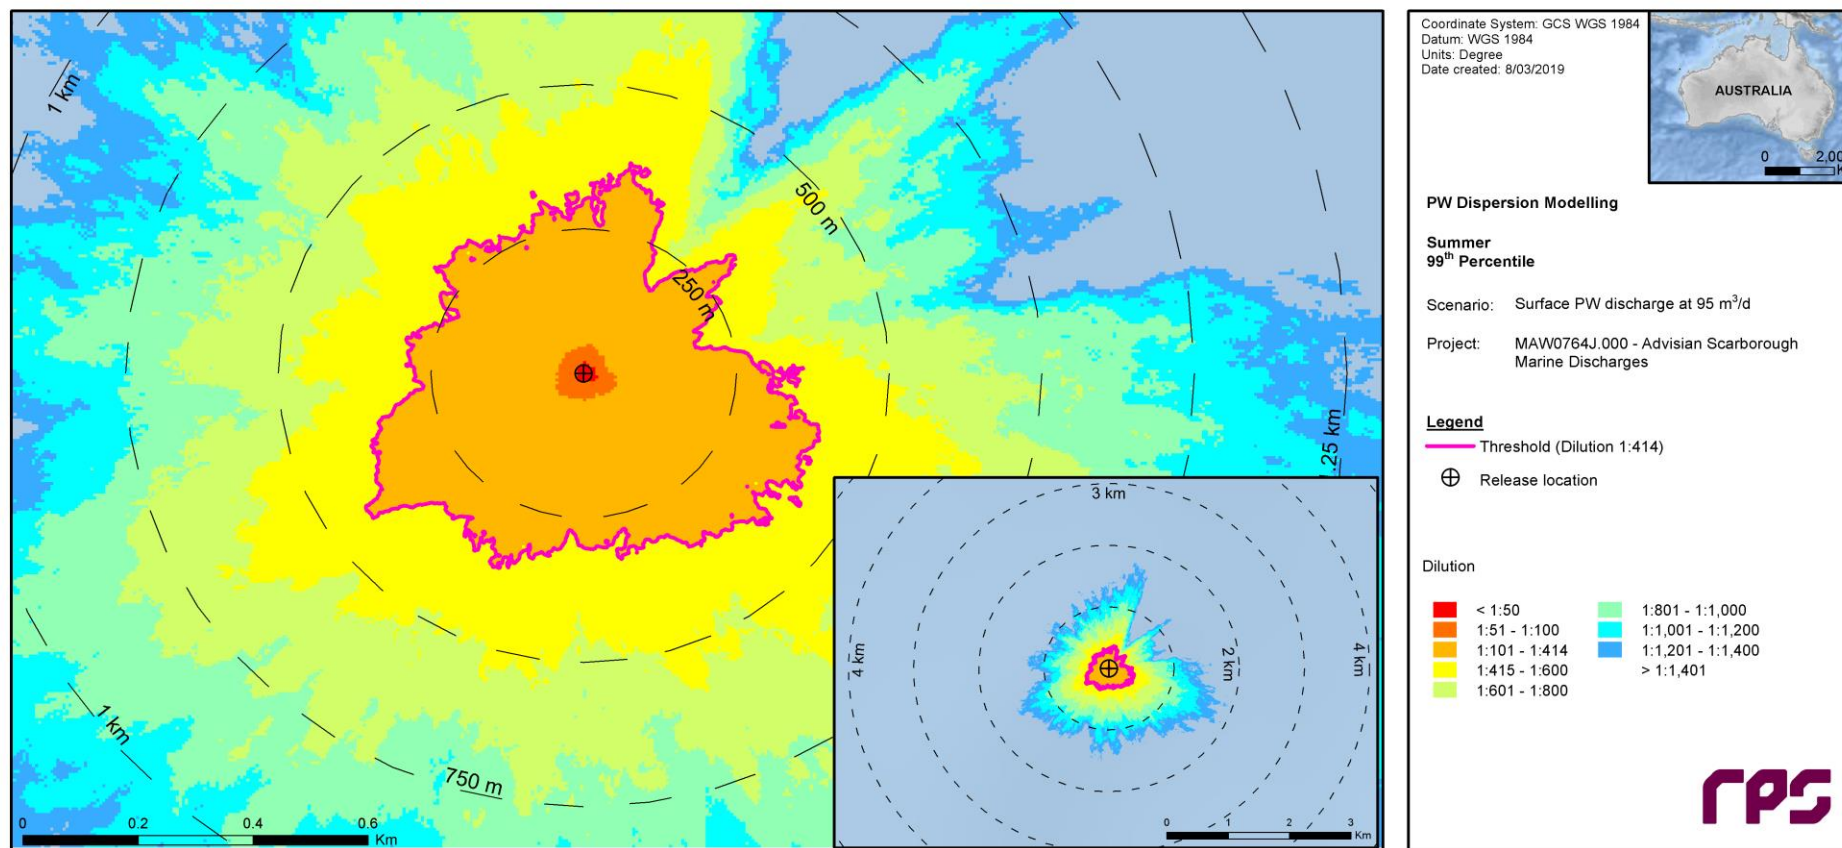 1 km
500 m
250 m
.25 km
1 km
750 m
0 0.2 0.4 0.6
Km
3 km
4 km
2 km
4 km
0 1 2 3
Km
Coordinate System: GCS WGS 1984
Datum: WGS 1984
Units: Degree
Date created: 8/03/2019
AUSTRALIA
0 2,00
K
PW Dispersion Modelling
Summer
99th Percentile
Scenario: Surface PW discharge at 95 m³/d
Project: MAW0764J.000 - Advisian Scarborough
Marine Discharges
Legend
Threshold (Dilution 1:414)
Release location
Dilution
< 1:50
1:51 - 1:100
1:101 - 1:414
1:415 - 1:600
1:601 - 1:800
1:801 - 1:1,000
1:1,001 - 1:1,200
1:1,201 - 1:1,400
> 1:1,401
rps